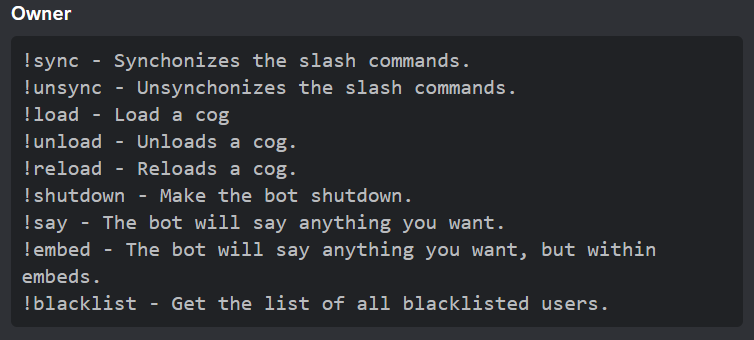 Owner
!sync - Synchonizes the slash commands.
!unsync - Unsynchonizes the slash commands.
!load - Load a cog
!unload - Unloads a cog.
!reload - Reloads a cog.
!shutdown - Make the bot shutdown.
!say - The bot will say anything you want.
!embed - The bot will say anything you want, but within
embeds.
!blacklist - Get the list of all blacklisted users.